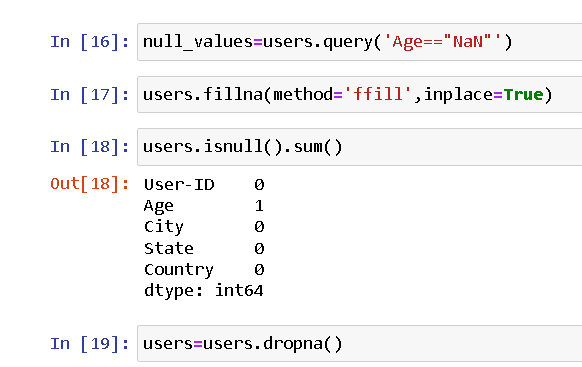 In [16]: null_values=users.query('Age=="NaN"')
In [17]: users.fillna(method='ffill',inplace=True)
In [18]: users.isnull().sum()
Out[18]: User-ID    0
Age        1
City       0
State      0
Country    0
dtype: int64
In [19]: users=users.dropna()